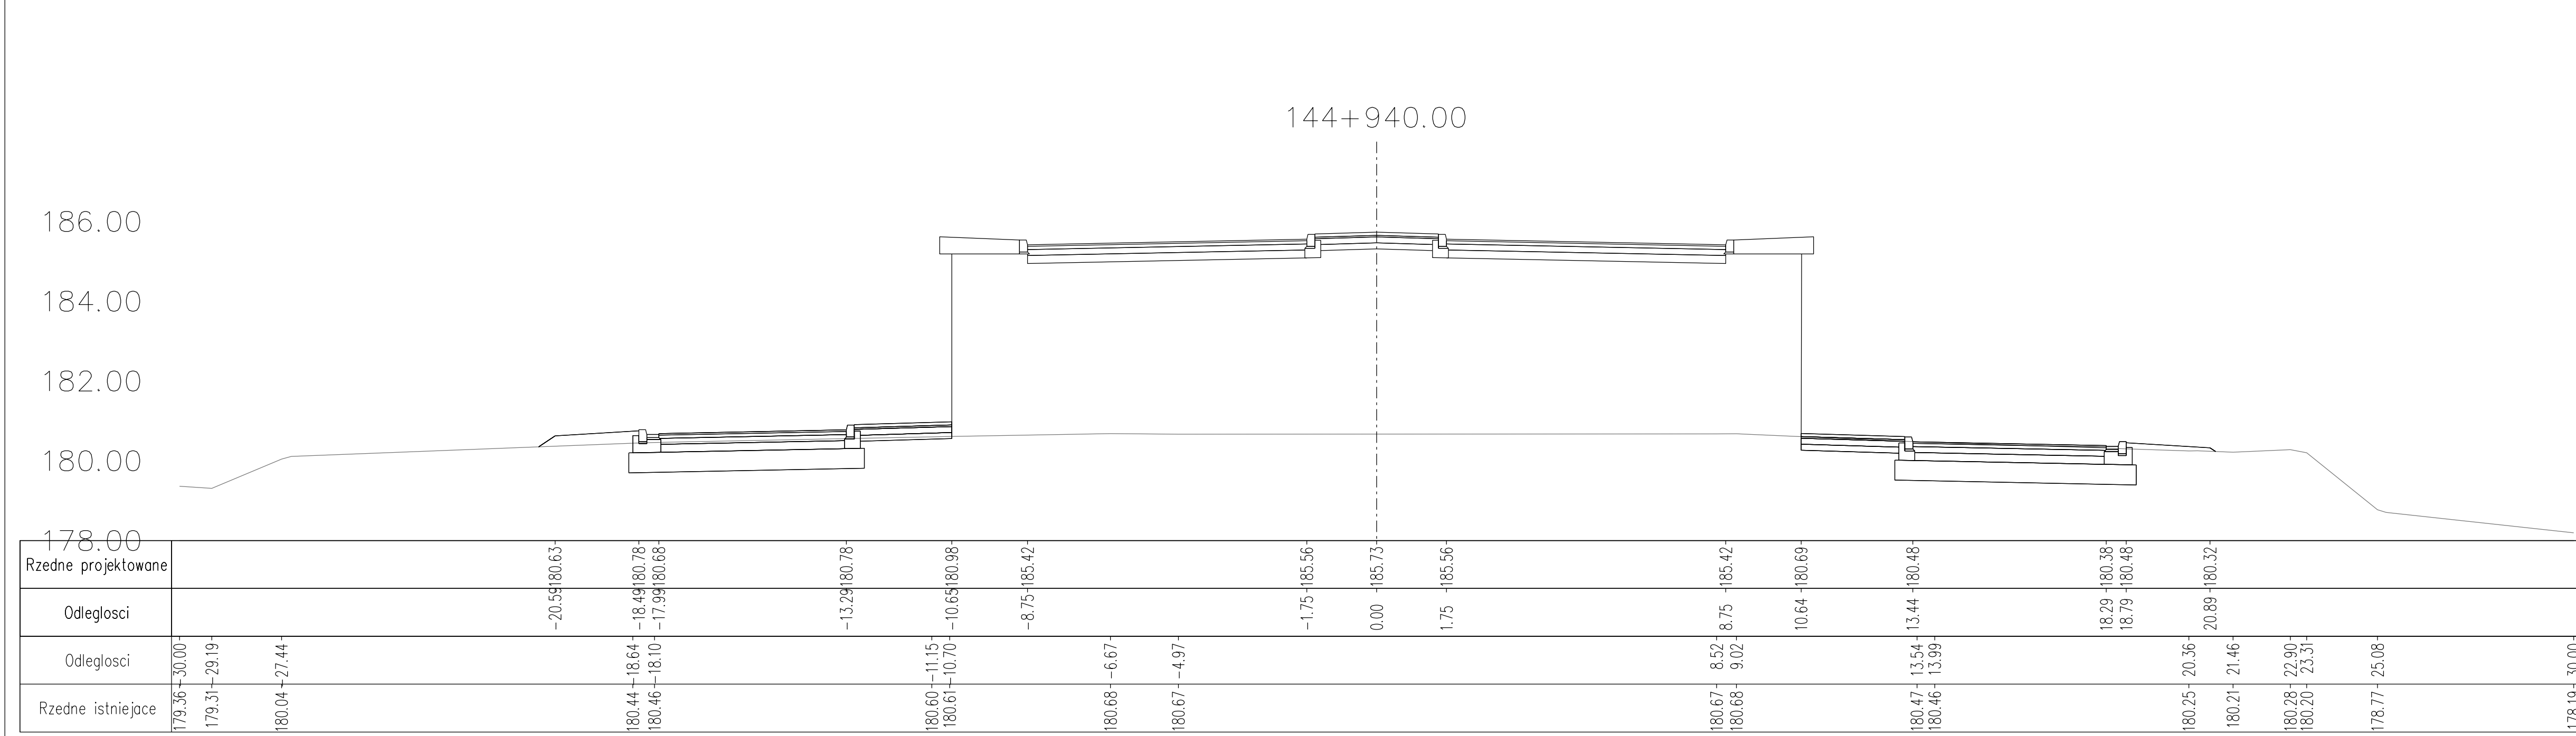 144+940.00
186.00
184.00
182.00
180.00
178.00
Rzedne projektowane 180.63 180.78 180.68 180.78 180.98 185.42 185.56 185.73 185.56 185.42 180.69 180.48 180.38 180.48 180.32
Odleglosci -20.59 -18.49 -17.99 -13.29 -10.65 -8.75 -1.75 0.00 1.75 8.75 10.64 13.44 18.29 18.79 20.89
Odleglosci -30.00 -29.19 -27.44 -18.64 -18.10 -11.15 -10.70 -6.67 -4.97 8.52 9.02 13.54 13.99 20.36 21.46 22.90 23.31 25.08 30.00
Rzedne istniejace 179.36 179.31 180.04 180.44 180.46 180.60 180.61 180.68 180.67 180.67 180.68 180.47 180.46 180.25 180.21 180.28 180.20 178.77 178.19